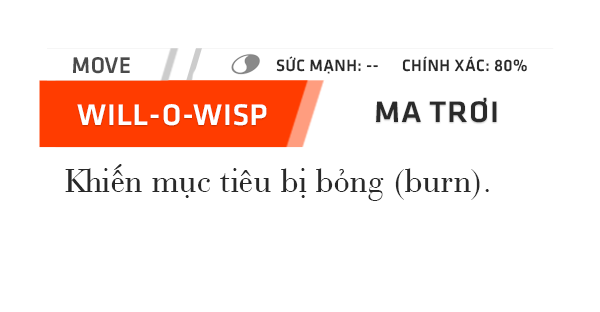 MOVE SỨC MẠNH: -- CHÍNH XÁC: 80%
WILL-O-WISP MA TRƠI
Khiến mục tiêu bị bỏng (burn).